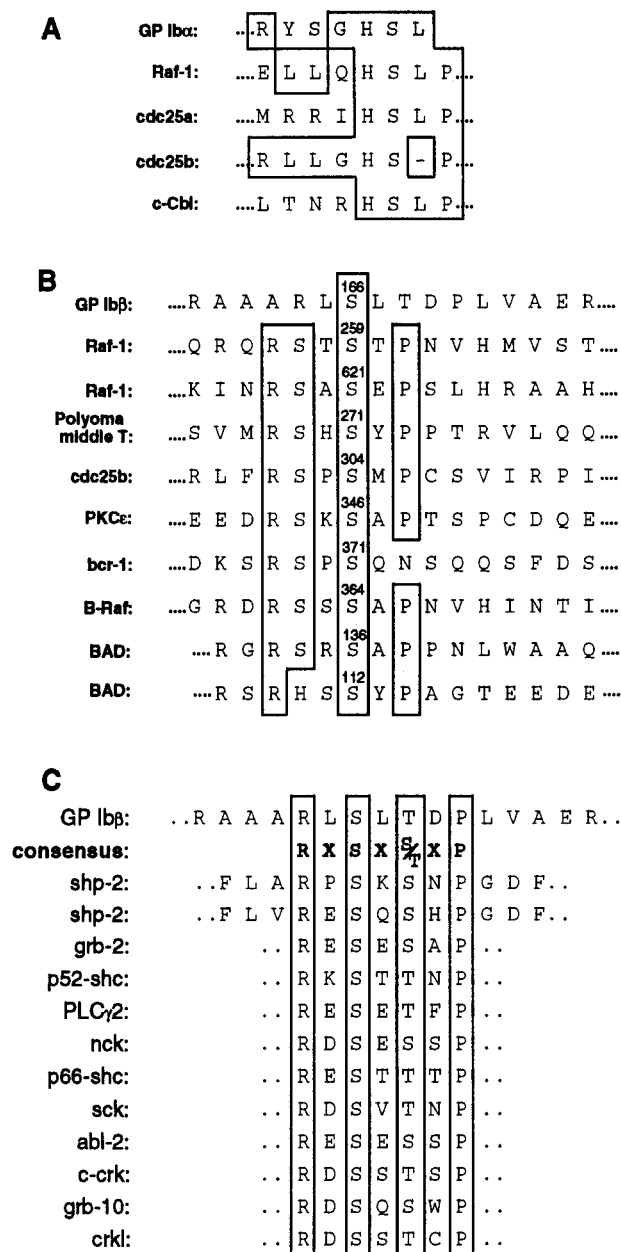 A
GP Ibα: ....R Y S G H S L
Raf-1: ....E L L Q H S L P....
cdc25a: ....M R R I H S L P....
cdc25b: ....R L L G H S - P....
c-Cbl: ....L T N R H S L P....
B
166
GP Ibβ: ....R A A A R L S L T D P L V A E R....
259
Raf-1: ....Q R Q R S T S T P N V H M V S T....
621
Raf-1: ....K I N R S A S E P S L H R A A H....
271
Polyoma
middle T: ....S V M R S H S Y P P T R V L Q Q....
304
cdc25b: ....R L F R S P S M P C S V I R P I....
346
PKCε: ....E E D R S K S A P T S P C D Q E....
371
bcr-1: ....D K S R S P S Q N S Q Q S F D S....
364
B-Raf: ....G R D R S S S A P N V H I N T I....
136
BAD: ....R G R S R S A P P N L W A A Q....
112
BAD: ....R S R H S S Y P A G T E E D E....
C
GP Ibβ: ..R A A A R L S L T D P L V A E R..
consensus: R X S X S/T X P
shp-2: ..F L A R P S K S N P G D F..
shp-2: ..F L V R E S Q S H P G D F..
grb-2: ..R E S E S A P ..
p52-shc: ..R K S T T N P ..
PLCγ2: ..R E S E T F P ..
nck: ..R D S E S S P ..
p66-shc: ..R E S T T T P ..
sck: ..R D S V T N P ..
abl-2: ..R E S E S S P ..
c-crk: ..R D S S T S P ..
grb-10: ..R D S Q S W P ..
crkl: ..R D S S T C P ..